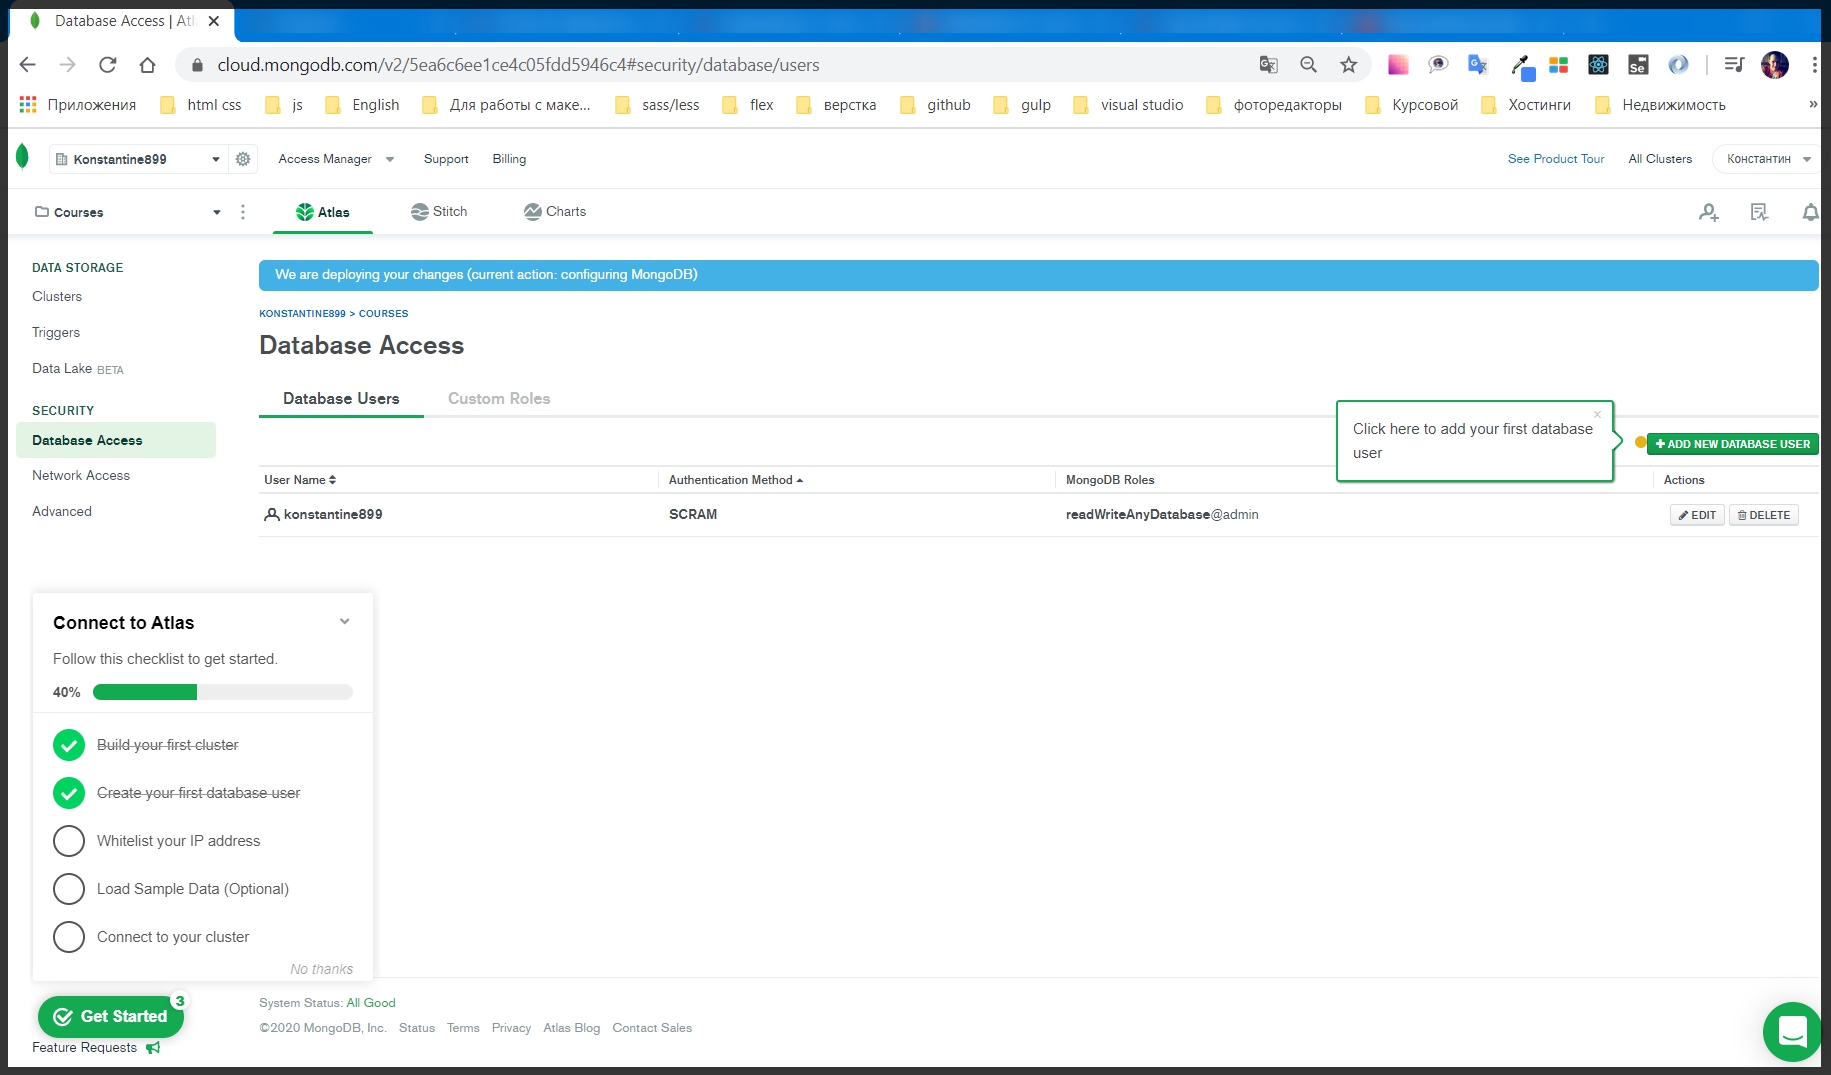 Database Access | Atl
cloud.mongodb.com/v2/5ea6c6ee1ce4c05fdd5946c4#security/database/users
Приложения html css js English Для работы с маке... sass/less flex верстка github gulp visual studio фоторедакторы Курсовой Хостинги Недвижимость »
Konstantine899 Access Manager Support Billing See Product Tour All Clusters Константин
Courses Atlas Stitch Charts
DATA STORAGE
Clusters
Triggers
Data Lake BETA
SECURITY
Database Access
Network Access
Advanced
We are deploying your changes (current action: configuring MongoDB)
KONSTANTINE899 > COURSES
Database Access
Database Users Custom Roles
Click here to add your first database
user
+ ADD NEW DATABASE USER
User Name Authentication Method MongoDB Roles Actions
konstantine899 SCRAM readWriteAnyDatabase@admin EDIT DELETE
Connect to Atlas
Follow this checklist to get started.
40%
Build your first cluster
Create your first database user
Whitelist your IP address
Load Sample Data (Optional)
Connect to your cluster
No thanks
Get Started 3
Feature Requests
System Status: All Good
©2020 MongoDB, Inc. Status Terms Privacy Atlas Blog Contact Sales